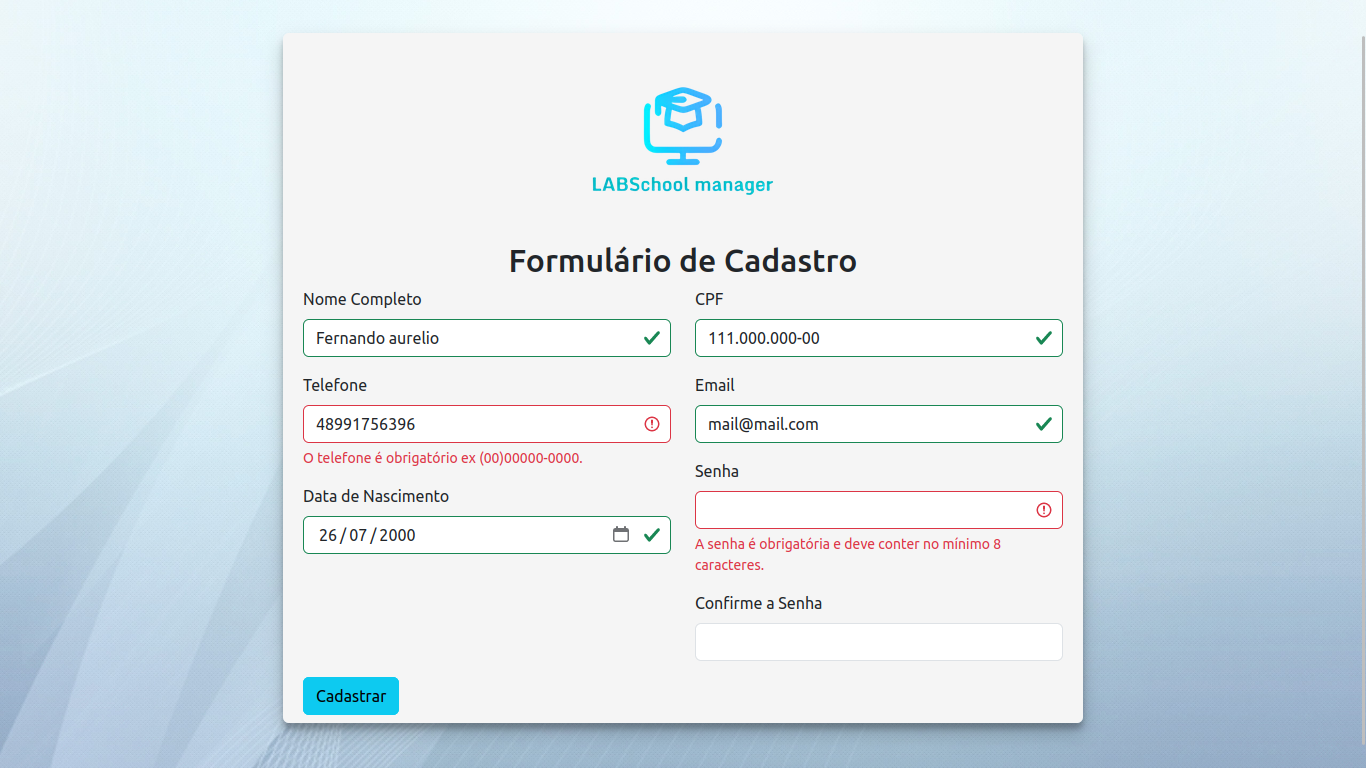 LABSchool manager
Formulário de Cadastro
Nome Completo
Fernando aurelio
CPF
111.000.000-00
Telefone
48991756396
O telefone é obrigatório ex (00)00000-0000.
Email
mail@mail.com
Data de Nascimento
26/07/2000
Senha
A senha é obrigatória e deve conter no mínimo 8
caracteres.
Confirme a Senha
Cadastrar